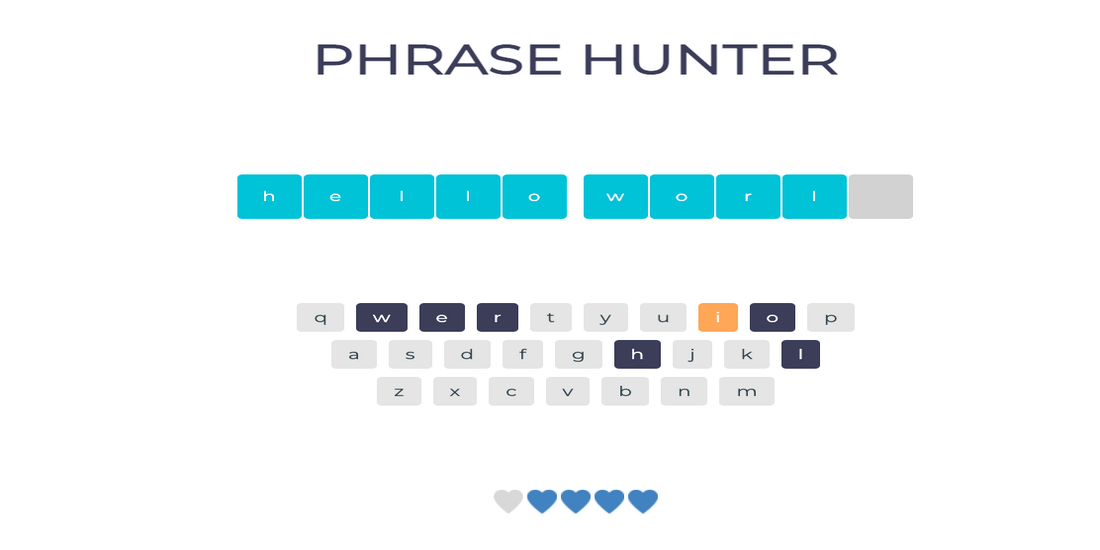 PHRASE HUNTER
h e l l o w o r l
q w e r t y u i o p
a s d f g h j k l
z x c v b n m